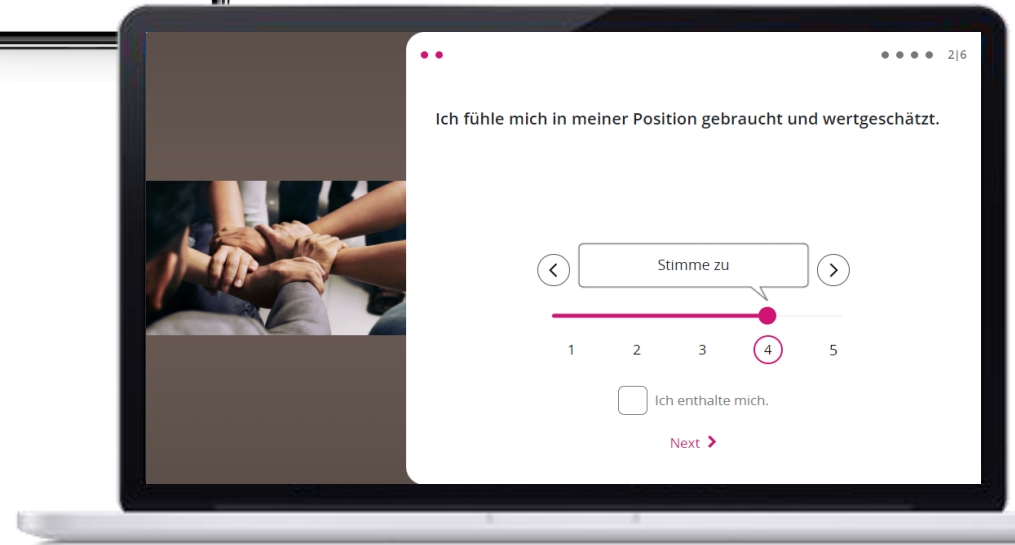 2|6
Ich fühle mich in meiner Position gebraucht und wertgeschätzt.
Stimme zu
1 2 3 4 5
Ich enthalte mich.
Next